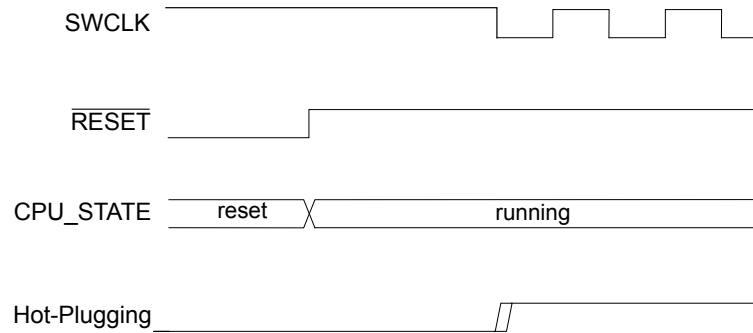 SWCLK
RESET
CPU_STATE reset running
Hot-Plugging